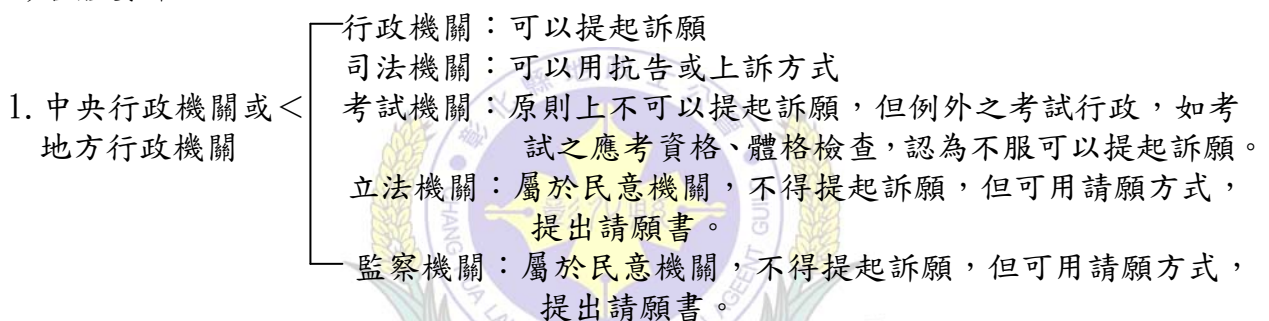 行政機關：可以提起訴願
司法機關：可以用抗告或上訴方式
1. 中央行政機關或＜ 考試機關：原則上不可以提起訴願，但例外之考試行政，如考
地方行政機關 試之應考資格、體格檢查，認為不服可以提起訴願。
立法機關：屬於民意機關，不得提起訴願，但可用請願方式，
提出請願書。
監察機關：屬於民意機關，不得提起訴願，但可用請願方式，
提出請願書。